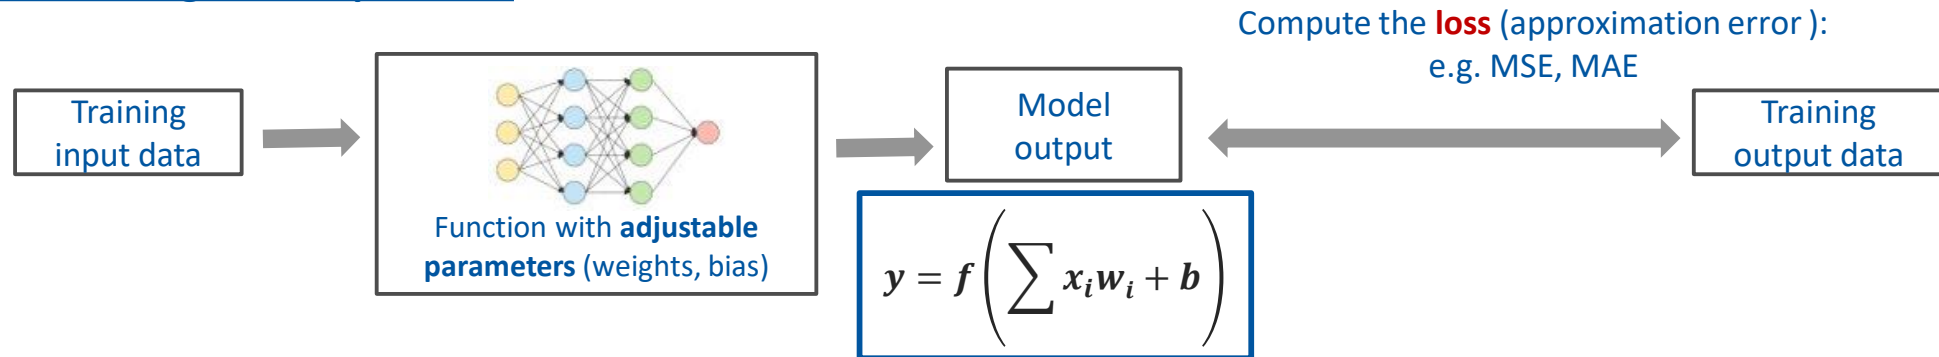 Compute the loss (approximation error ):
e.g. MSE, MAE
Training
input data
Function with adjustable
parameters (weights, bias)
Model
output
y = f(∑ xᵢwᵢ + b)
Training
output data